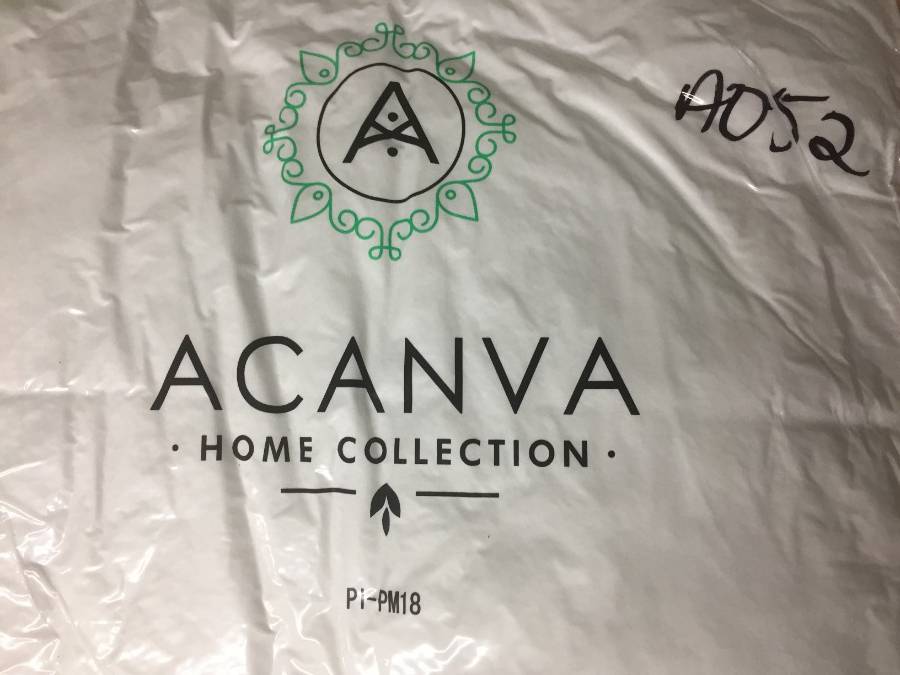 A052
ACANVA
· HOME COLLECTION ·
Pi-PM18